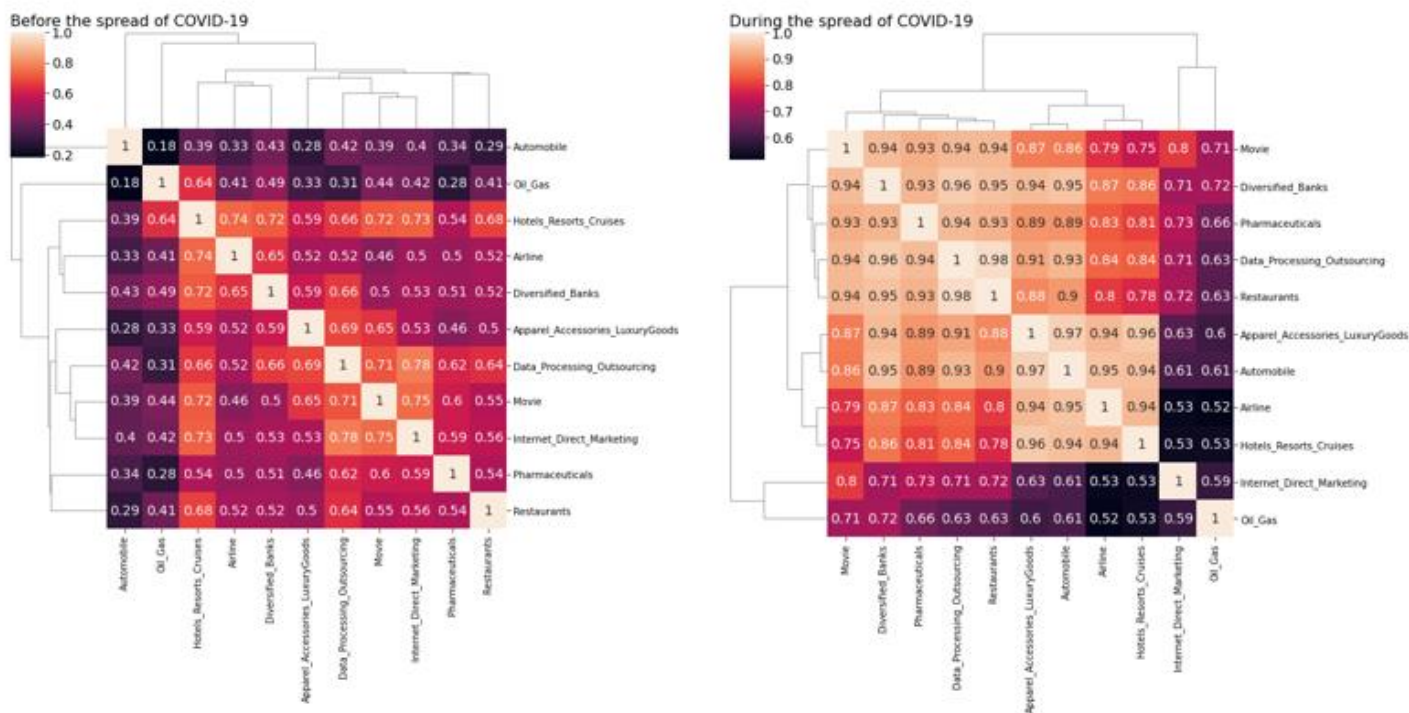 Before the spread of COVID-19
1.0
0.8
0.6
0.4
0.2
1 0.18 0.39 0.33 0.43 0.28 0.42 0.39 0.4 0.34 0.29 Automobile
0.18 1 0.64 0.41 0.49 0.33 0.31 0.44 0.42 0.28 0.41 Oil_Gas
0.39 0.64 1 0.74 0.72 0.59 0.66 0.72 0.73 0.54 0.68 Hotels_Resorts_Cruises
0.33 0.41 0.74 1 0.65 0.52 0.52 0.46 0.5 0.5 0.52 Airline
0.43 0.49 0.72 0.65 1 0.59 0.66 0.5 0.53 0.51 0.52 Diversified_Banks
0.28 0.33 0.59 0.52 0.59 1 0.69 0.65 0.53 0.46 0.5 Apparel_Accessories_LuxuryGoods
0.42 0.31 0.66 0.52 0.66 0.69 1 0.71 0.78 0.62 0.64 Data_Processing_Outsourcing
0.39 0.44 0.72 0.46 0.5 0.65 0.71 1 0.75 0.6 0.55 Movie
0.4 0.42 0.73 0.5 0.53 0.53 0.78 0.75 1 0.59 0.56 Internet_Direct_Marketing
0.34 0.28 0.54 0.5 0.51 0.46 0.62 0.6 0.59 1 0.54 Pharmaceuticals
0.29 0.41 0.68 0.52 0.52 0.5 0.64 0.55 0.56 0.54 1 Restaurants
Automobile
Oil_Gas
Hotels_Resorts_Cruises
Airline
Diversified_Banks
Apparel_Accessories_LuxuryGoods
Data_Processing_Outsourcing
Movie
Internet_Direct_Marketing
Pharmaceuticals
Restaurants
During the spread of COVID-19
1.0
0.9
0.8
0.7
0.6
1 0.94 0.93 0.94 0.94 0.87 0.86 0.79 0.75 0.8 0.71 Movie
0.94 1 0.93 0.96 0.95 0.94 0.95 0.87 0.86 0.71 0.72 Diversified_Banks
0.93 0.93 1 0.94 0.93 0.89 0.89 0.83 0.81 0.73 0.66 Pharmaceuticals
0.94 0.96 0.94 1 0.98 0.91 0.93 0.84 0.84 0.71 0.63 Data_Processing_Outsourcing
0.94 0.95 0.93 0.98 1 0.88 0.9 0.8 0.78 0.72 0.63 Restaurants
0.87 0.94 0.89 0.91 0.88 1 0.97 0.94 0.96 0.63 0.6 Apparel_Accessories_LuxuryGoods
0.86 0.95 0.89 0.93 0.9 0.97 1 0.95 0.94 0.61 0.61 Automobile
0.79 0.87 0.83 0.84 0.8 0.94 0.95 1 0.94 0.53 0.52 Airline
0.75 0.86 0.81 0.84 0.78 0.96 0.94 0.94 1 0.53 0.53 Hotels_Resorts_Cruises
0.8 0.71 0.73 0.71 0.72 0.63 0.61 0.53 0.53 1 0.59 Internet_Direct_Marketing
0.71 0.72 0.66 0.63 0.63 0.6 0.61 0.52 0.53 0.59 1 Oil_Gas
Movie
Diversified_Banks
Pharmaceuticals
Data_Processing_Outsourcing
Restaurants
Apparel_Accessories_LuxuryGoods
Automobile
Airline
Hotels_Resorts_Cruises
Internet_Direct_Marketing
Oil_Gas